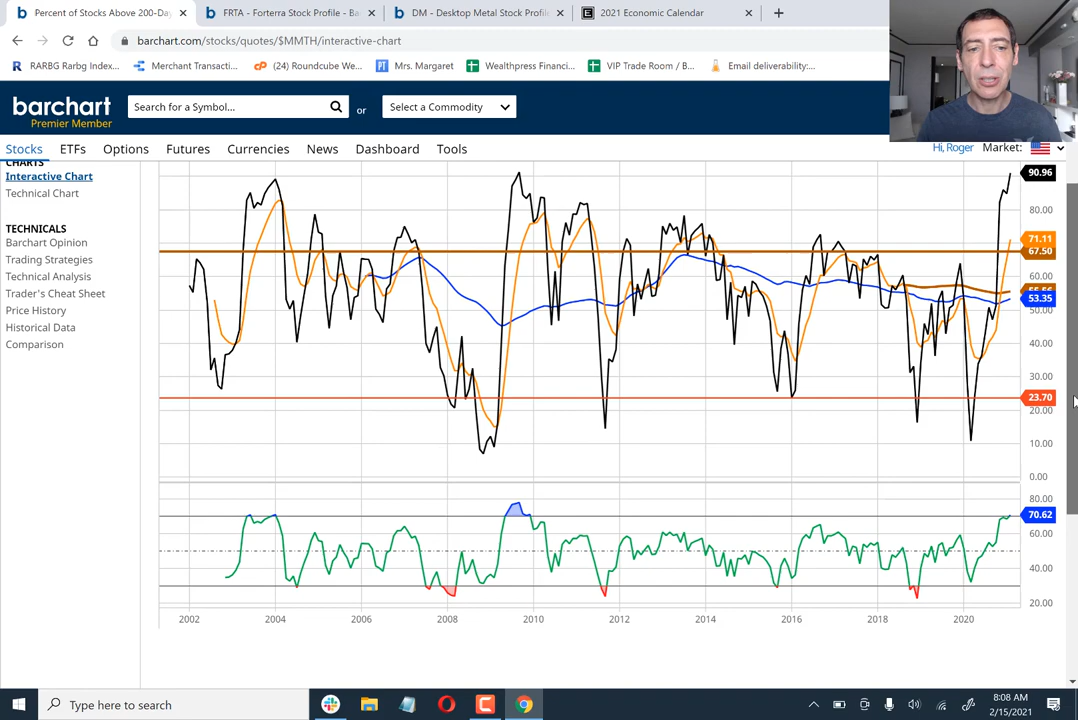 Percent of Stocks Above 200-Day
FRTA - Forterra Stock Profile - Ba
DM - Desktop Metal Stock Profil
2021 Economic Calendar
barchart.com/stocks/quotes/$MMTH/interactive-chart
RARBG Rarbg Index...
Merchant Transacti...
(24) Roundcube We...
Mrs. Margaret
Wealthpress Financi...
VIP Trade Room / B...
Email deliverability:...
barchart
Premier Member
Search for a Symbol...
or
Select a Commodity
Stocks
ETFs
Options
Futures
Currencies
News
Dashboard
Tools
Hi, Roger
Market:
CHARTS
Interactive Chart
Technical Chart
TECHNICALS
Barchart Opinion
Trading Strategies
Technical Analysis
Trader's Cheat Sheet
Price History
Historical Data
Comparison
90.96
80.00
71.11
67.50
60.00
53.35
50.00
40.00
30.00
23.70
20.00
10.00
0.00
80.00
70.62
60.00
40.00
20.00
2002 2004 2006 2008 2010 2012 2014 2016 2018 2020
Type here to search
8:08 AM
2/15/2021